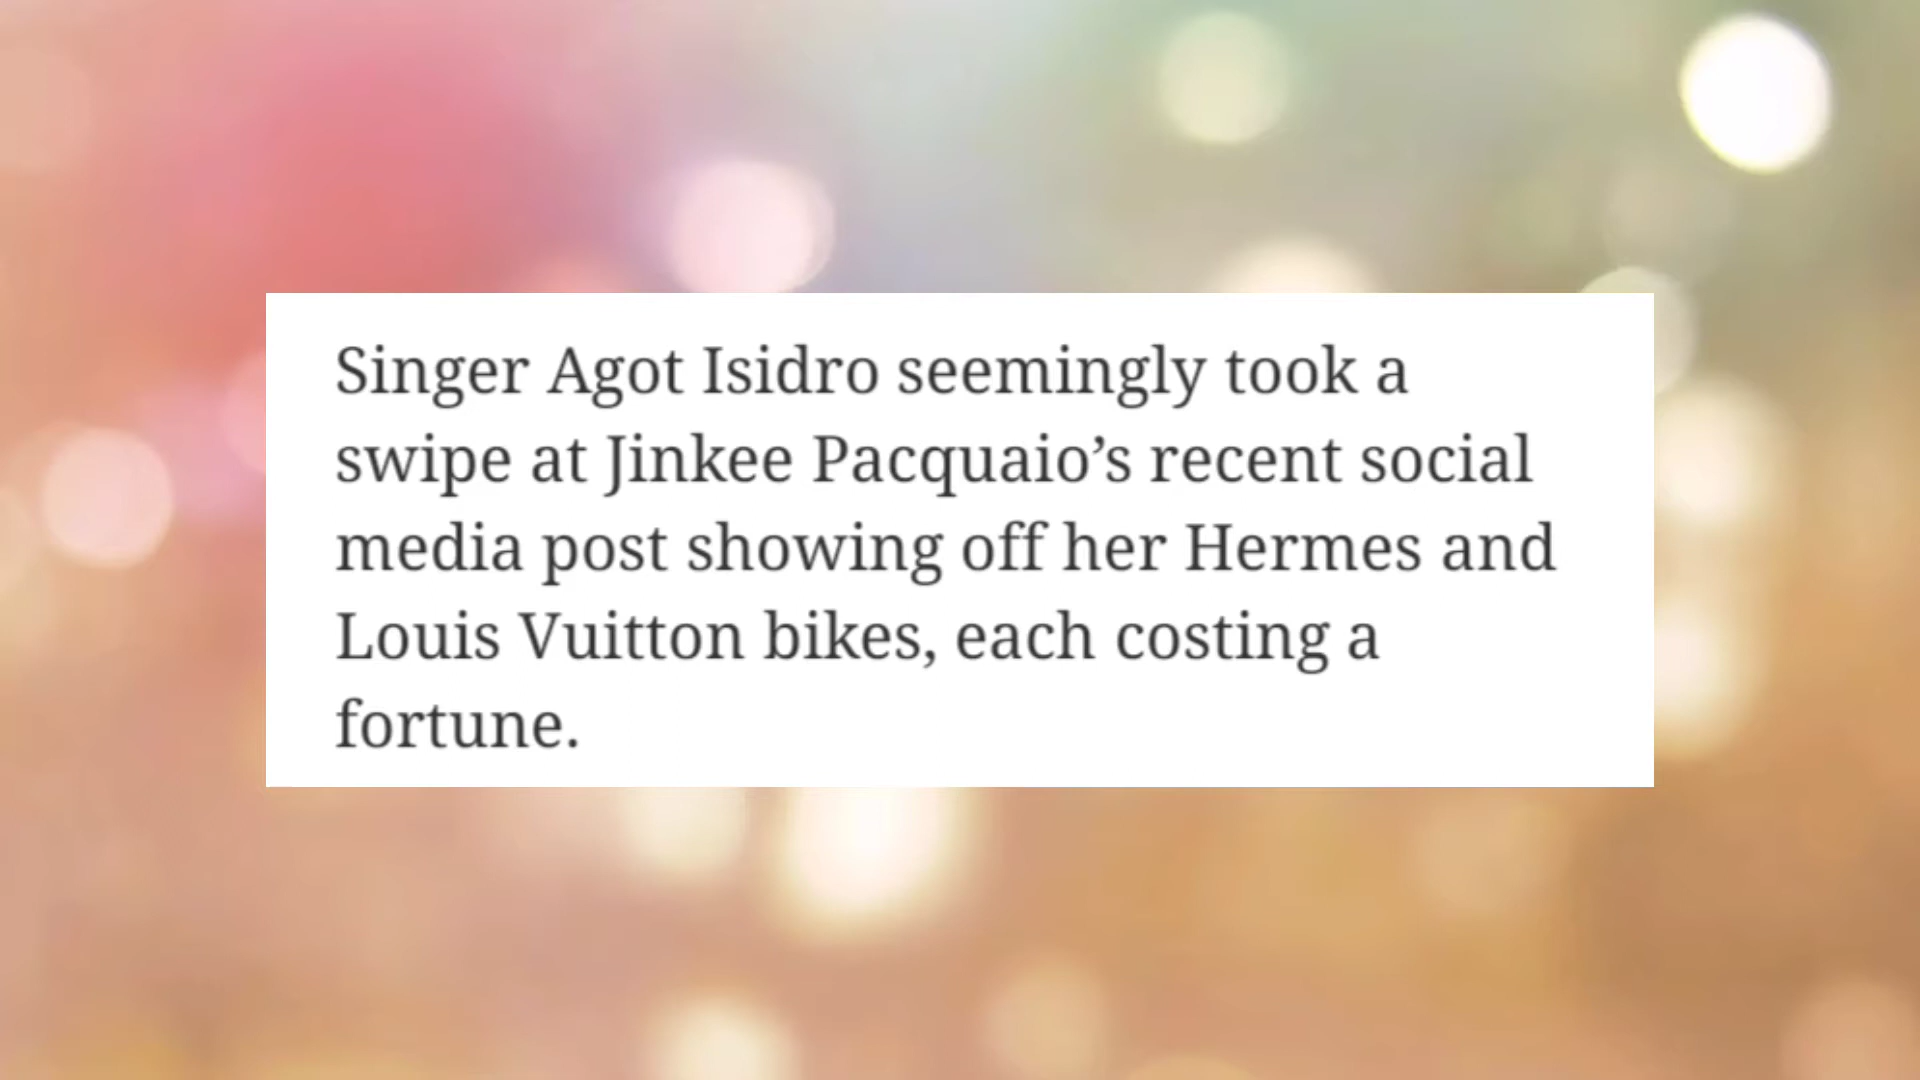 Singer Agot Isidro seemingly took a
swipe at Jinkee Pacquaio’s recent social
media post showing off her Hermes and
Louis Vuitton bikes, each costing a
fortune.